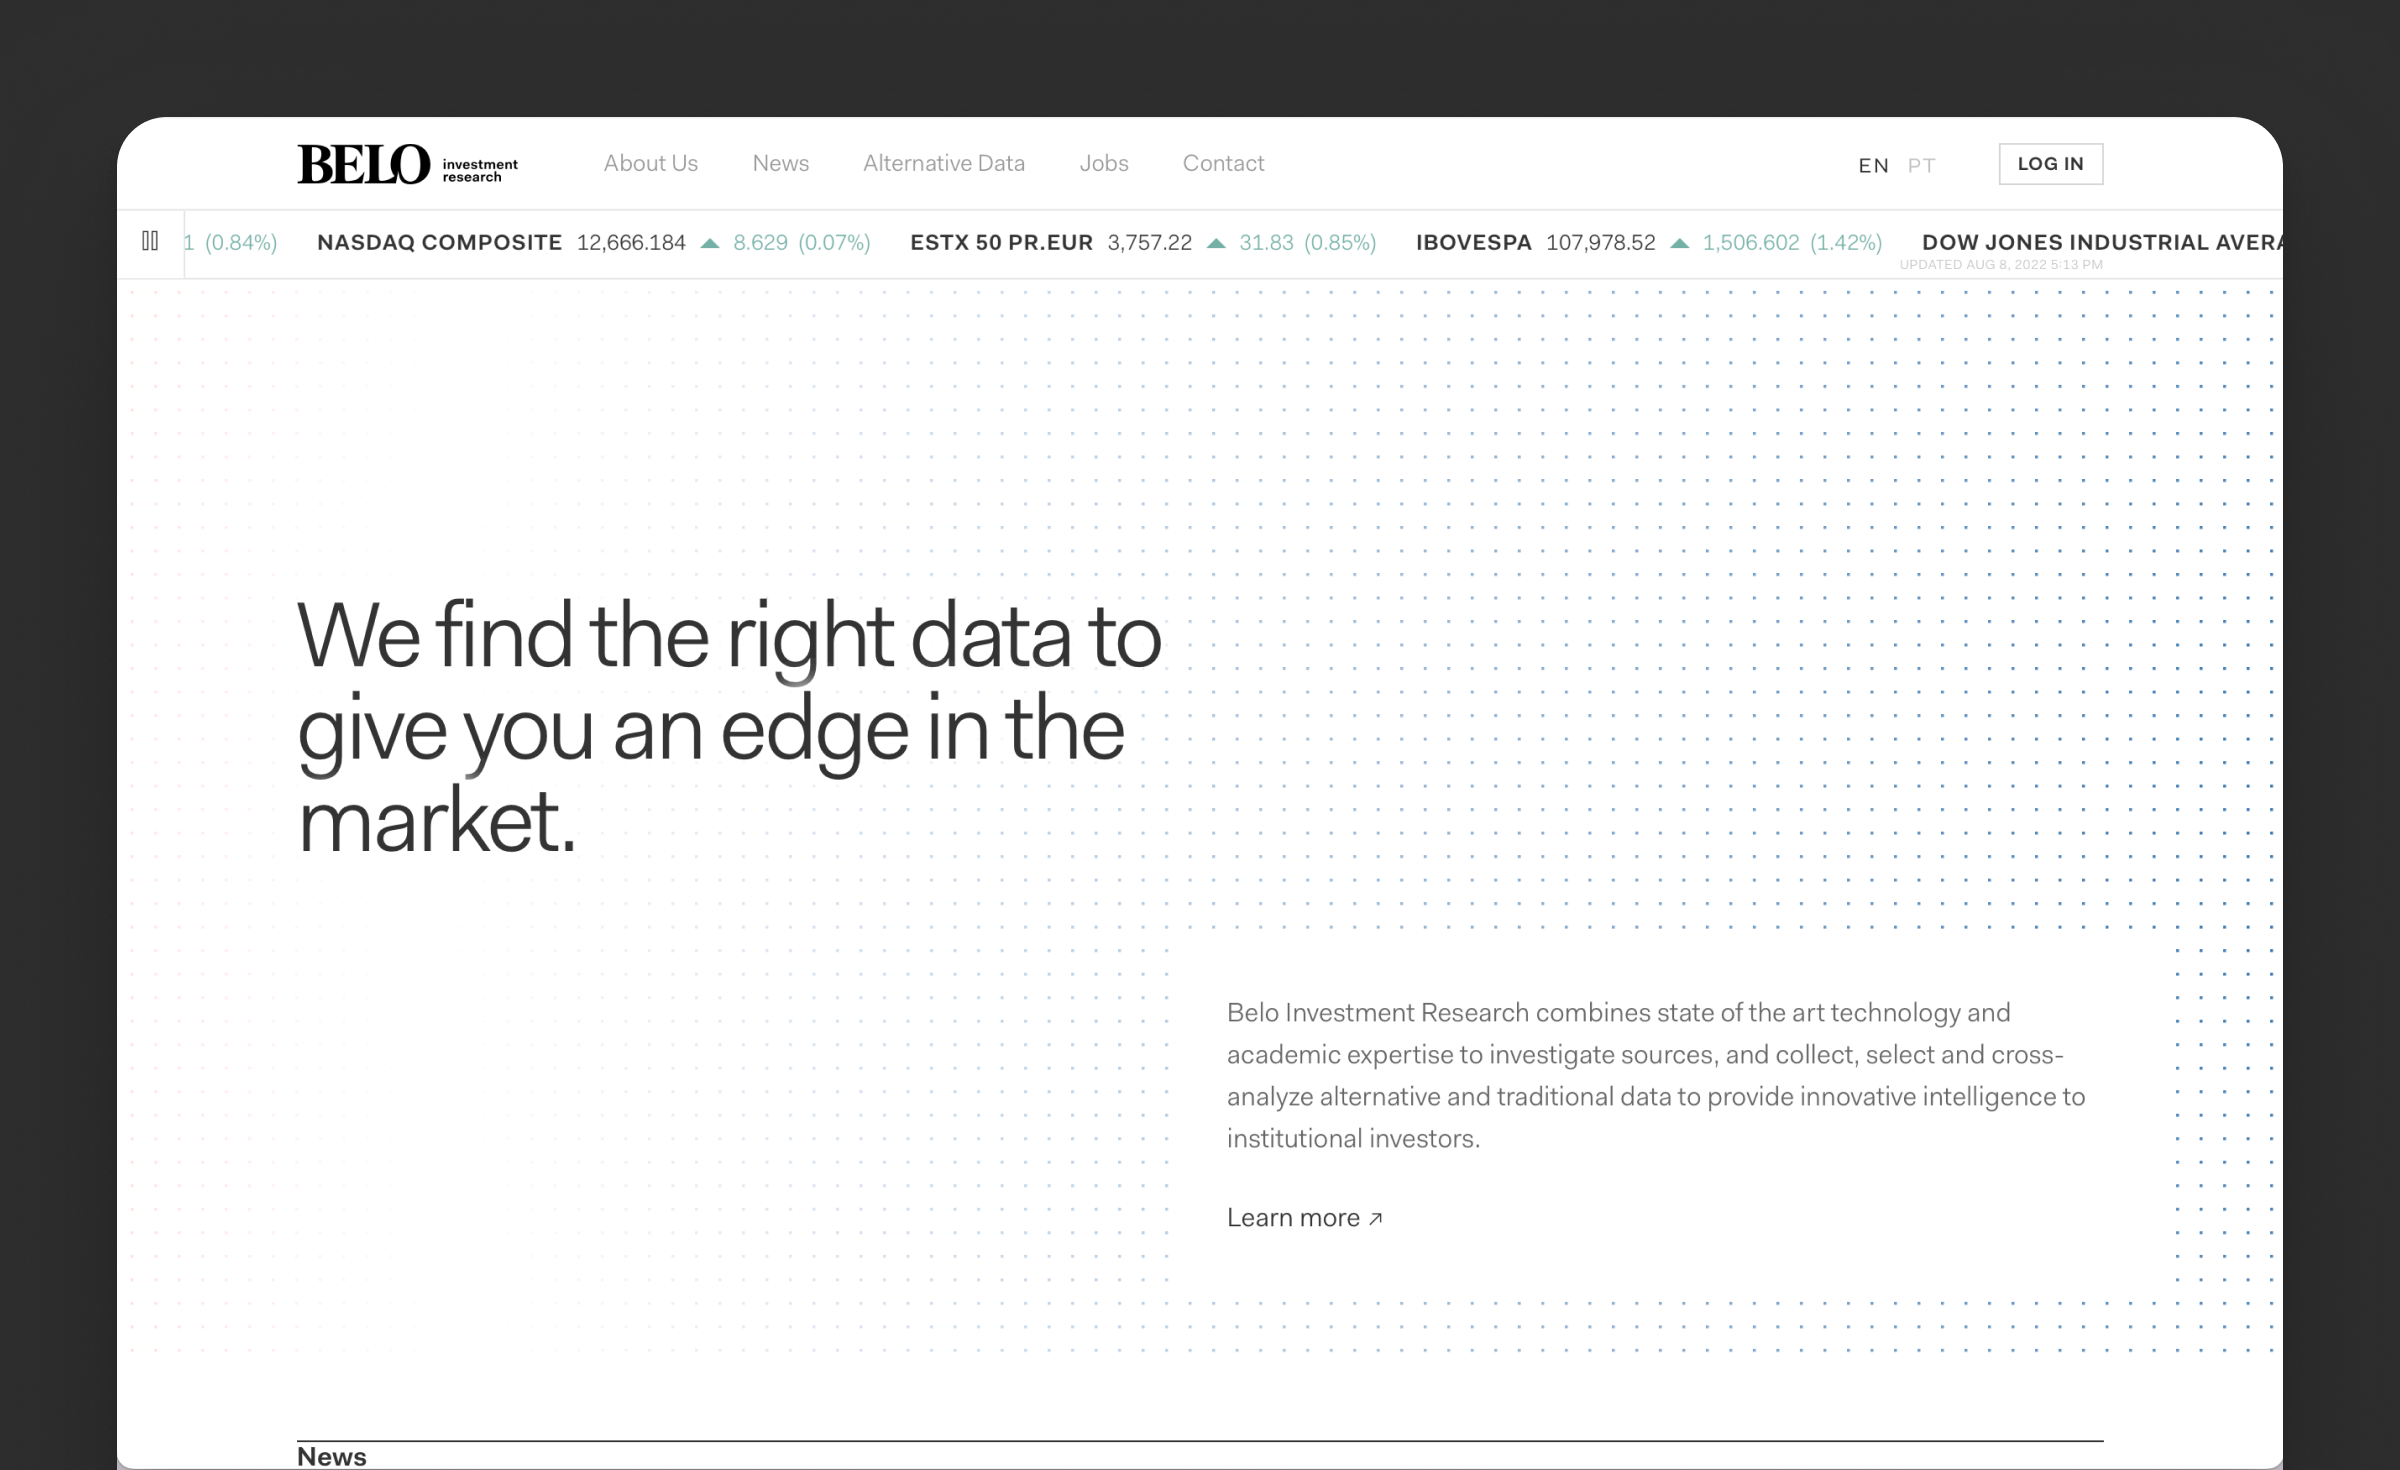 BELO investment research
About Us News Alternative Data Jobs Contact
EN PT
LOG IN
1 (0.84%) NASDAQ COMPOSITE 12,666.184 ▲ 8.629 (0.07%) ESTX 50 PR.EUR 3,757.22 ▲ 31.83 (0.85%) IBOVESPA 107,978.52 ▲ 1,506.602 (1.42%) DOW JONES INDUSTRIAL AVERA
UPDATED AUG 8, 2022 5:13 PM
We find the right data to
give you an edge in the
market.
Belo Investment Research combines state of the art technology and
academic expertise to investigate sources, and collect, select and cross-
analyze alternative and traditional data to provide innovative intelligence to
institutional investors.
Learn more ↗
News